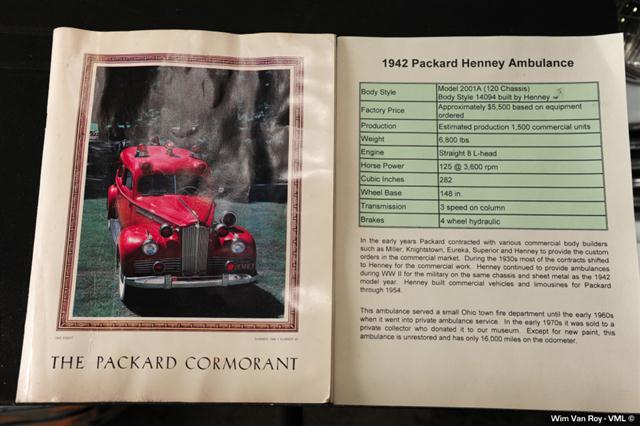 THE PACKARD CORMORANT
1942 Packard Henney Ambulance
Body Style Model 2001A (120 Chassis)
Body Style 14094 built by Henney
Factory Price Approximately $5,500 based on equipment
ordered
Production Estimated production 1,500 commercial units
Weight 6,800 lbs.
Engine Straight 8 L-head
Horse Power 125 @ 3,600 rpm
Cubic Inches 282
Wheel Base 148 in.
Transmission 3 speed on column
Brakes 4 wheel hydraulic
In the early years Packard contracted with various commercial body builders
such as Miller, Knightstown, Eureka, Superior and Henney to provide the custom
orders in the commercial market. During the 1930s most of the contracts shifted
to Henney for the commercial work. Henney continued to provide ambulances
during WW II for the military on the same chassis and sheet metal as the 1942
model year. Henney built commercial vehicles and limousines for Packard
through 1954.
This ambulance served a small Ohio town fire department until the early 1960s
when it went into private ambulance service. In the early 1970s it was sold to a
private collector who donated it to our museum. Except for new paint, this
ambulance is unrestored and has only 16,000 miles on the odometer.
Wim Van Roy - VML ©